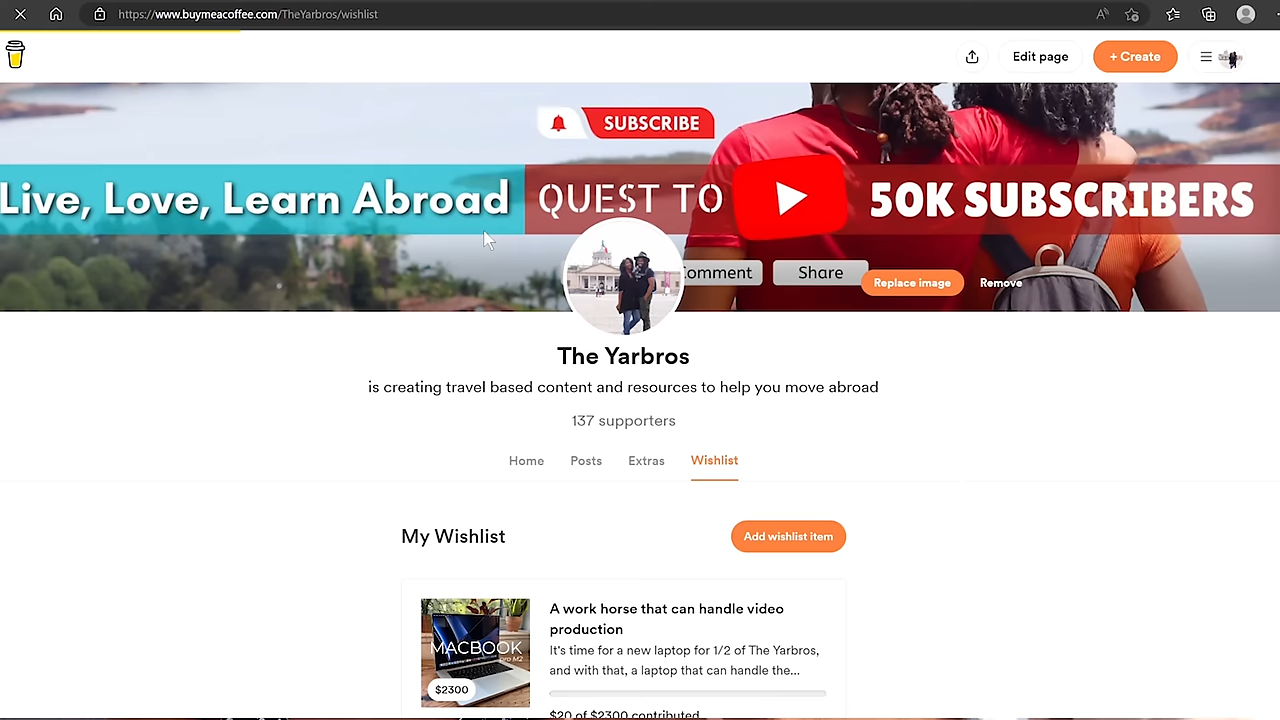 https://www.buymeacoffee.com/TheYarbros/wishlist
Edit page
+ Create
SUBSCRIBE
Live, Love, Learn Abroad
QUEST TO
50K SUBSCRIBERS
omment
Share
Replace image
Remove
The Yarbros
is creating travel based content and resources to help you move abroad
137 supporters
Home
Posts
Extras
Wishlist
My Wishlist
Add wishlist item
A work horse that can handle video
production
It's time for a new laptop for 1/2 of The Yarbros,
and with that, a laptop that can handle the...
MACBOOK
Pro M2
$2300
$20 of $2300 contributed